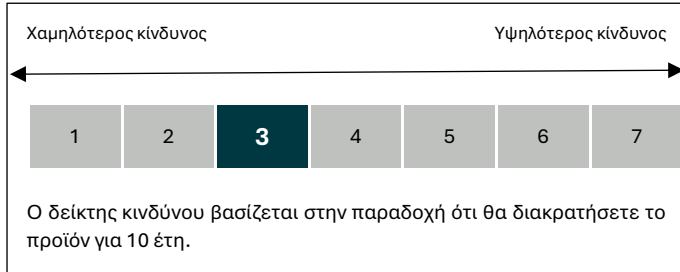 Χαμηλότερος κίνδυνος Υψηλότερος κίνδυνος
1 2 3 4 5 6 7
Ο δείκτης κινδύνου βασίζεται στην παραδοχή ότι θα διακρατήσετε το
προϊόν για 10 έτη.